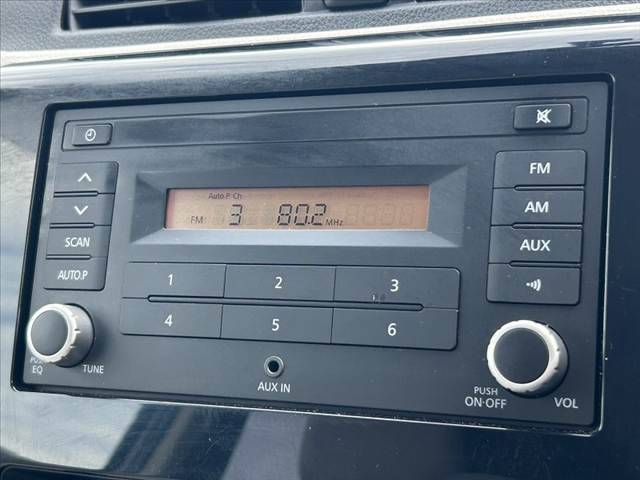 Auto.P Ch
FM 3 80.2 MHz
SCAN
AUTO.P
FM
AM
AUX
1 2 3
4 5 6
PUSH
EQ
TUNE
AUX IN
PUSH
ON·OFF
VOL